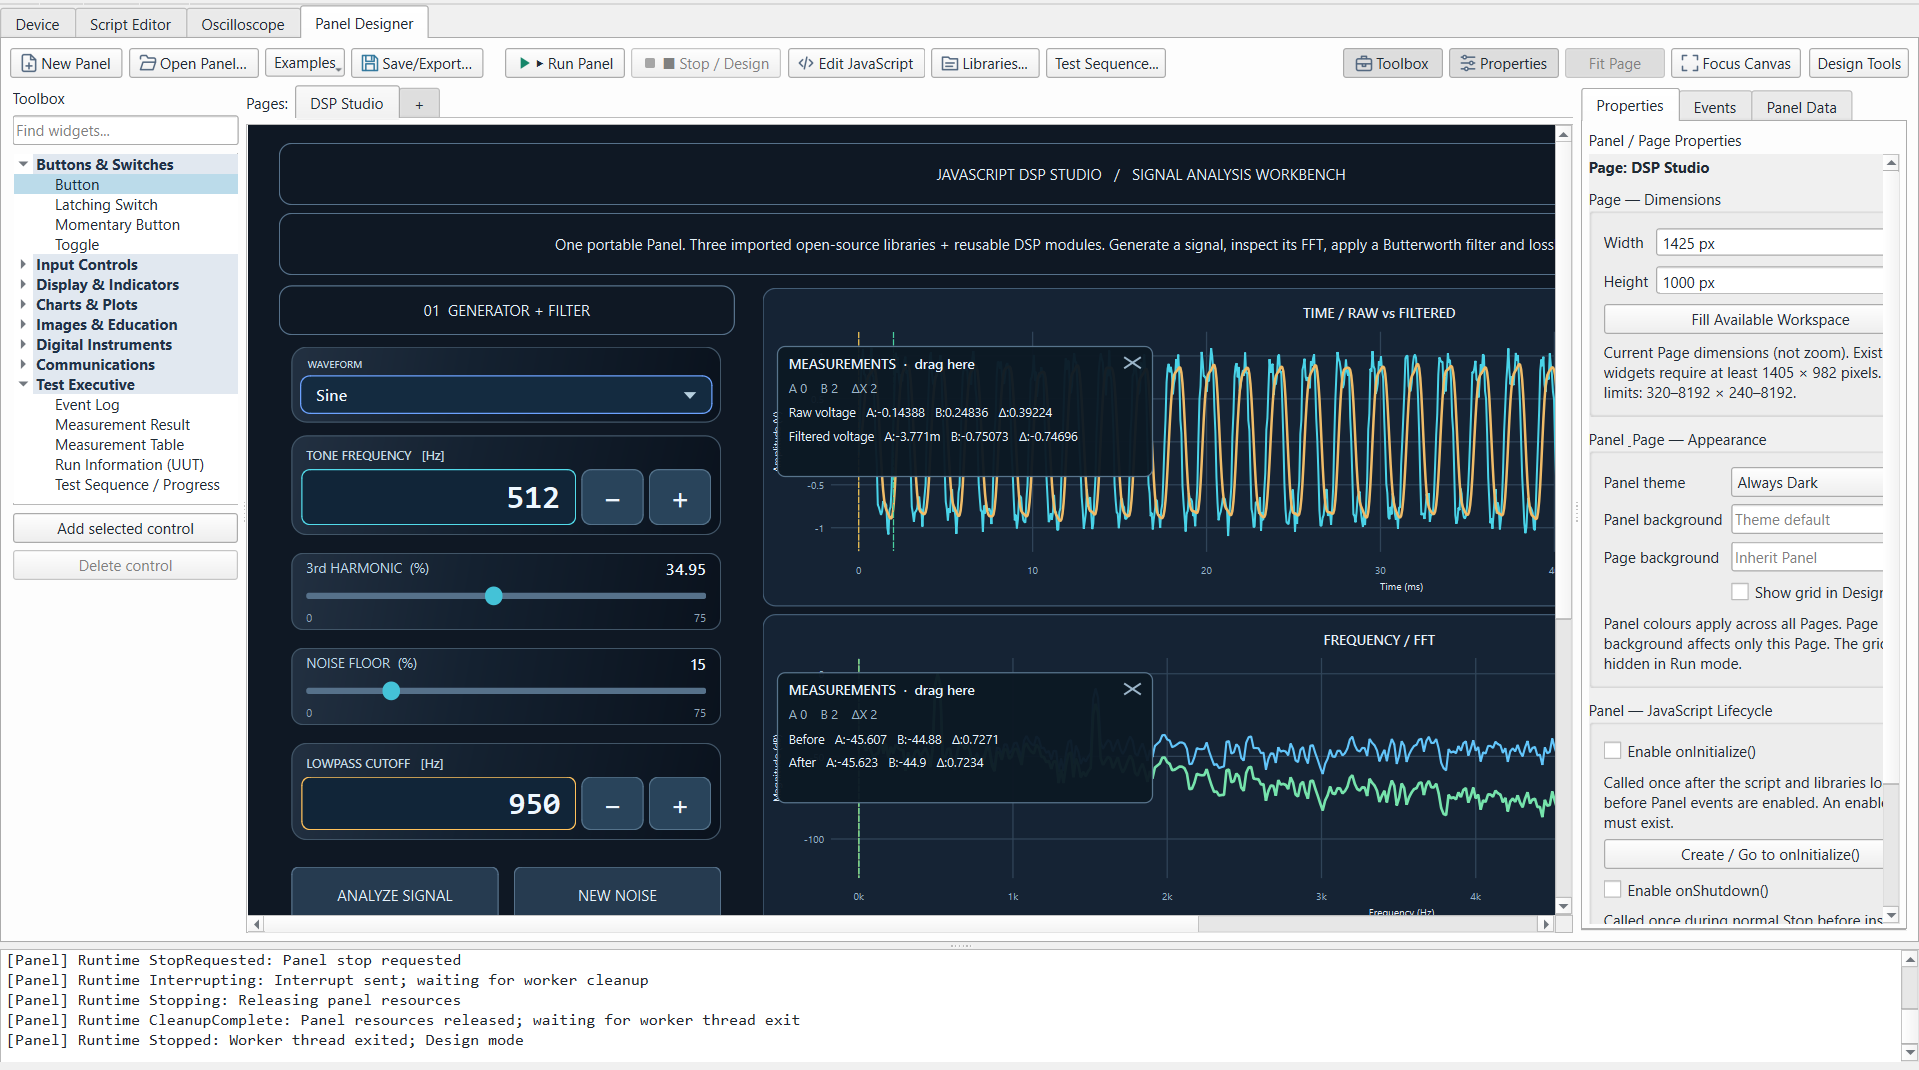 Device Script Editor Oscilloscope Panel Designer
New Panel Open Panel... Examples Save/Export... Run Panel Stop / Design Edit JavaScript Libraries... Test Sequence... Toolbox Properties Fit Page Focus Canvas Design Tools
Toolbox
Find widgets...
Buttons & Switches
Button
Latching Switch
Momentary Button
Toggle
Input Controls
Display & Indicators
Charts & Plots
Images & Education
Digital Instruments
Communications
Test Executive
Event Log
Measurement Result
Measurement Table
Run Information (UUT)
Test Sequence / Progress
Add selected control
Delete control
Pages: DSP Studio +
JAVASCRIPT DSP STUDIO / SIGNAL ANALYSIS WORKBENCH
One portable Panel. Three imported open-source libraries + reusable DSP modules. Generate a signal, inspect its FFT, apply a Butterworth filter and loss
01 GENERATOR + FILTER
WAVEFORM
Sine
TONE FREQUENCY [Hz]
512 − +
3rd HARMONIC (%) 34.95
0 75
NOISE FLOOR (%) 15
0 75
LOWPASS CUTOFF [Hz]
950 − +
ANALYZE SIGNAL NEW NOISE
TIME / RAW vs FILTERED
MEASUREMENTS · drag here
A 0 B 2 ΔX 2
Raw voltage A:-0.14388 B:0.24836 Δ:0.39224
Filtered voltage A:-3.771m B:-0.75073 Δ:-0.74696
-0.5
-1
0 10 20 30 4
Time (ms)
FREQUENCY / FFT
MEASUREMENTS · drag here
A 0 B 2 ΔX 2
Before A:-45.607 B:-44.88 Δ:0.7271
After A:-45.623 B:-44.9 Δ:0.7234
-100
0k 1k 2k 3k 4k
Frequency (Hz)
Properties Events Panel Data
Panel / Page Properties
Page: DSP Studio
Page — Dimensions
Width 1425 px
Height 1000 px
Fill Available Workspace
Current Page dimensions (not zoom). Exist
widgets require at least 1405 × 982 pixels.
limits: 320–8192 × 240–8192.
Panel _Page — Appearance
Panel theme Always Dark
Panel background Theme default
Page background Inherit Panel
Show grid in Design
Panel colours apply across all Pages. Page
background affects only this Page. The gri
hidden in Run mode.
Panel — JavaScript Lifecycle
Enable onInitialize()
Called once after the script and libraries lo
before Panel events are enabled. An enable
must exist.
Create / Go to onInitialize()
Enable onShutdown()
Called once during normal Stop before ins
[Panel] Runtime StopRequested: Panel stop requested
[Panel] Runtime Interrupting: Interrupt sent; waiting for worker cleanup
[Panel] Runtime Stopping: Releasing panel resources
[Panel] Runtime CleanupComplete: Panel resources released; waiting for worker thread exit
[Panel] Runtime Stopped: Worker thread exited; Design mode